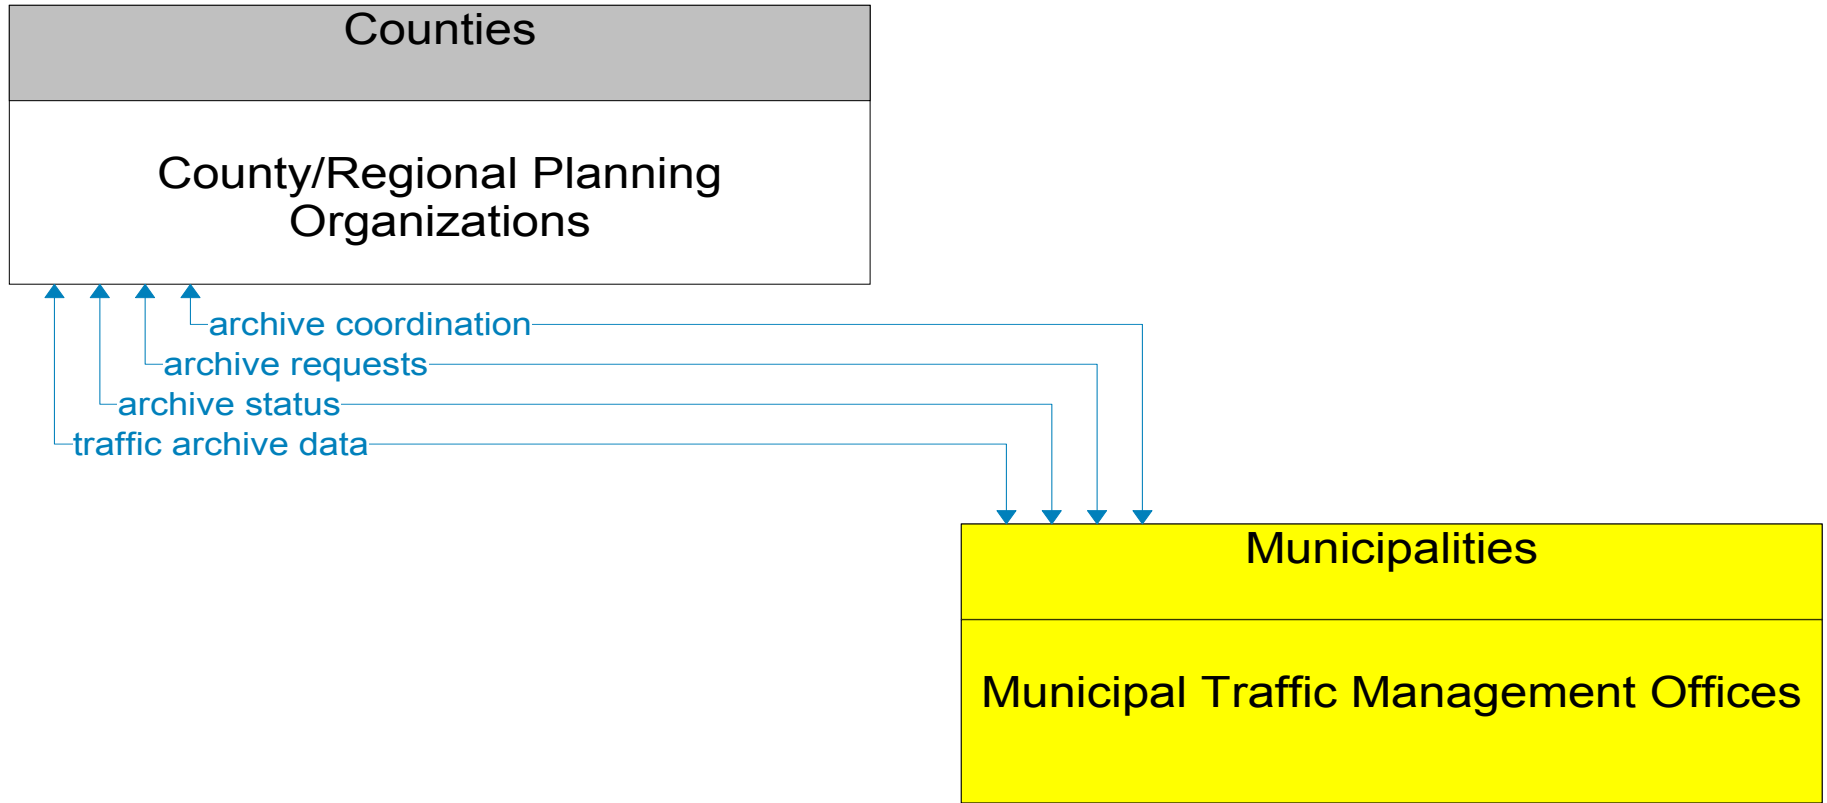 Counties
County/Regional Planning
Organizations
archive coordination
archive requests
archive status
traffic archive data
Municipalities
Municipal Traffic Management Offices